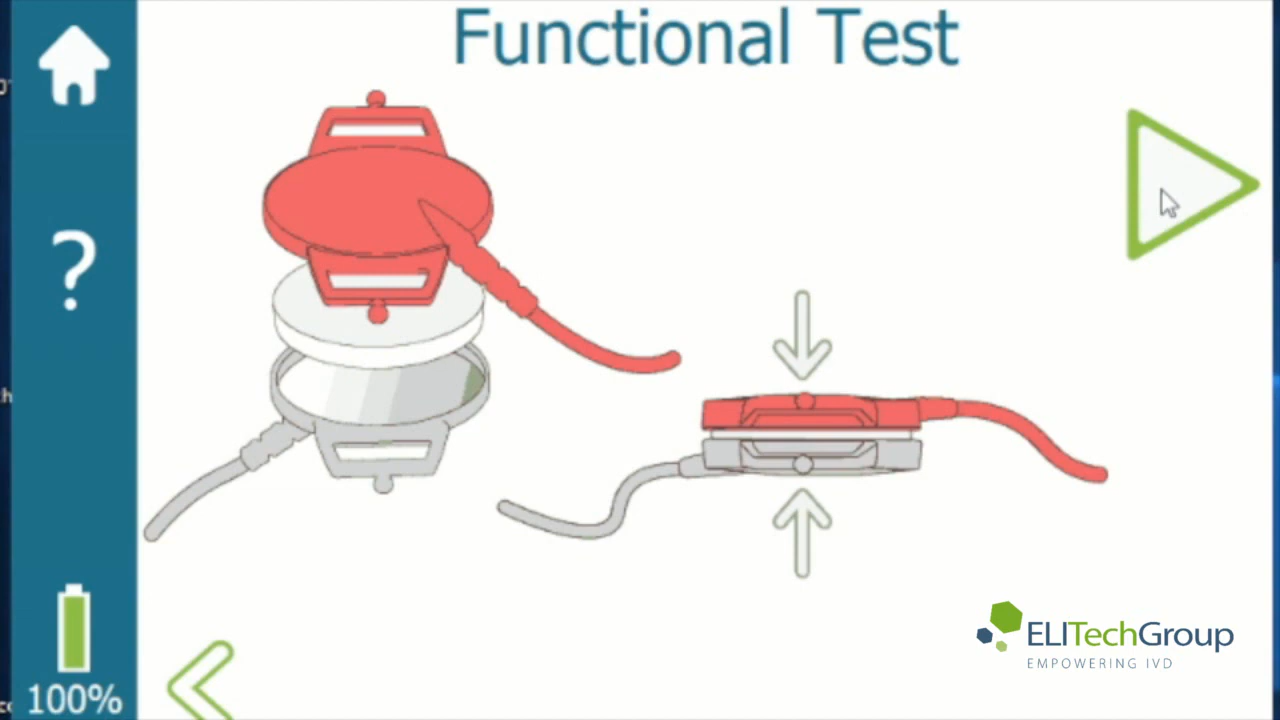 Functional Test
?
100%
ELITechGroup
EMPOWERING IVD